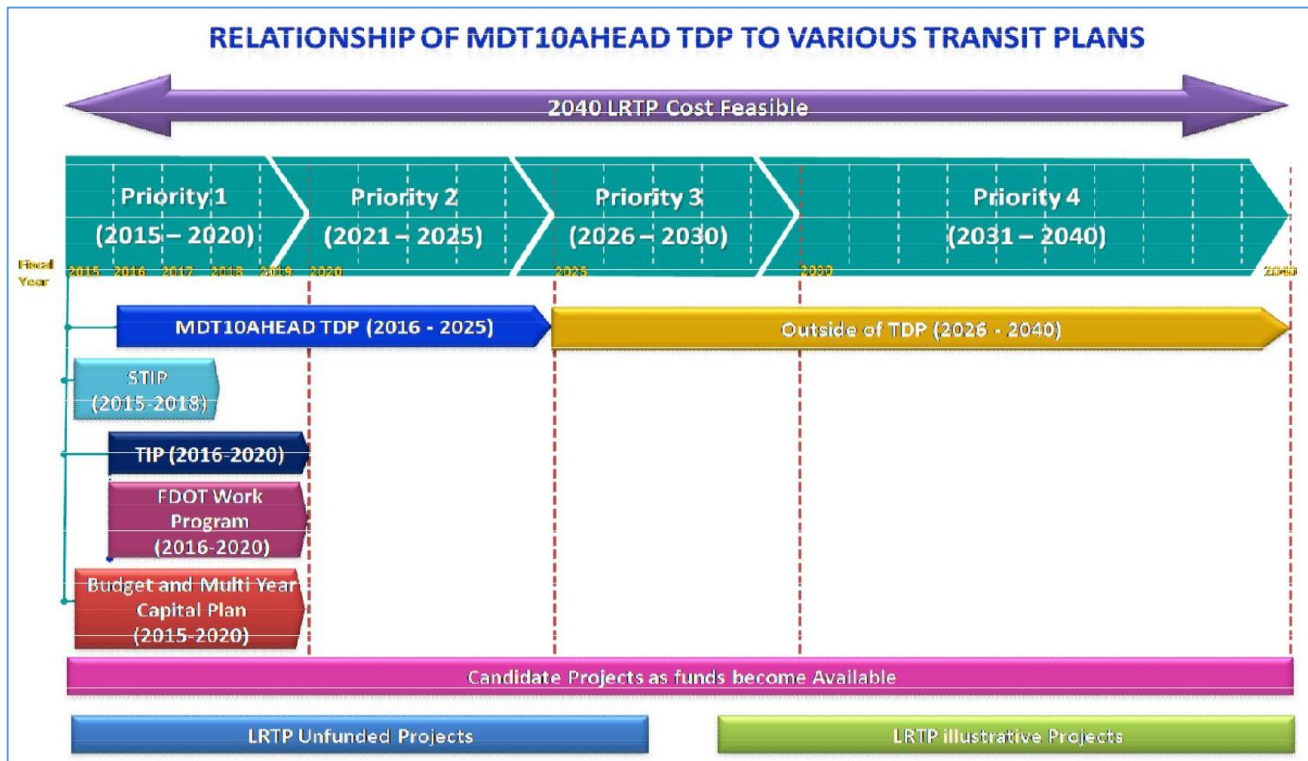 RELATIONSHIP OF MDT10AHEAD TDP TO VARIOUS TRANSIT PLANS
2040 LRTP Cost Feasible
Priority 1
(2015 – 2020)
Priority 2
(2021 – 2025)
Priority 3
(2026 – 2030)
Priority 4
(2031 – 2040)
Fiscal
Year
2015 2016 2017 2018 2019 2020 2025 2030 2040
MDT10AHEAD TDP (2016 - 2025)
Outside of TDP (2026 - 2040)
STIP
(2015-2018)
TIP (2016-2020)
FDOT Work
Program
(2016-2020)
Budget and Multi Year
Capital Plan
(2015-2020)
Candidate Projects as funds become Available
LRTP Unfunded Projects
LRTP illustrative Projects